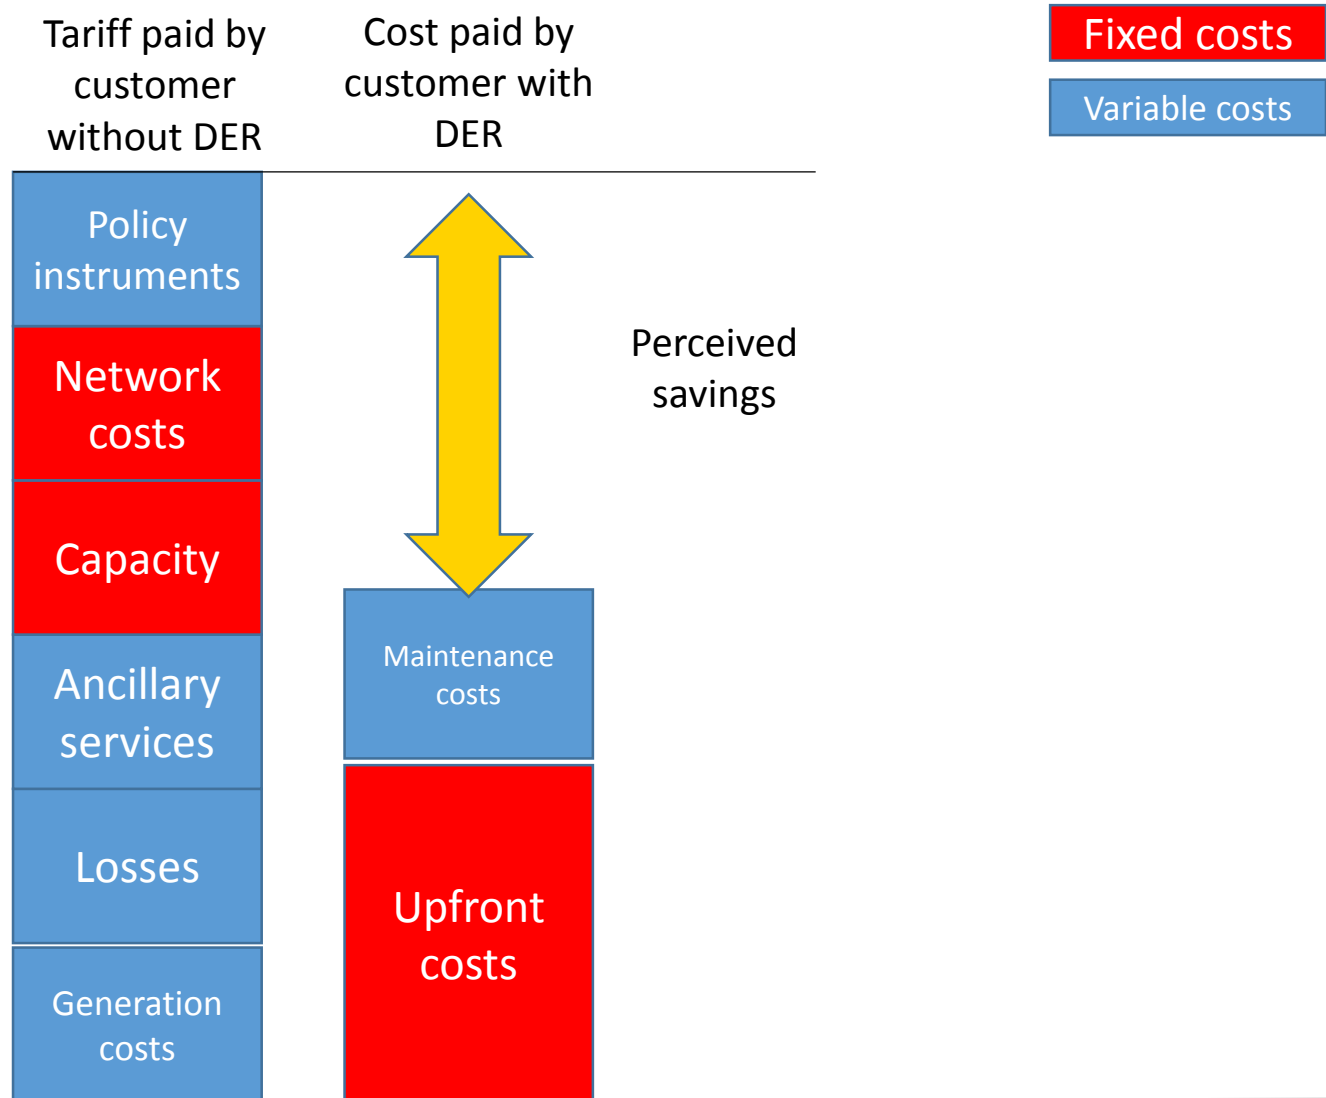 Tariff paid by
customer
without DER
Cost paid by
customer with
DER
Fixed costs
Variable costs
Policy
instruments
Network
costs
Capacity
Ancillary
services
Losses
Generation
costs
Perceived
savings
Maintenance
costs
Upfront
costs